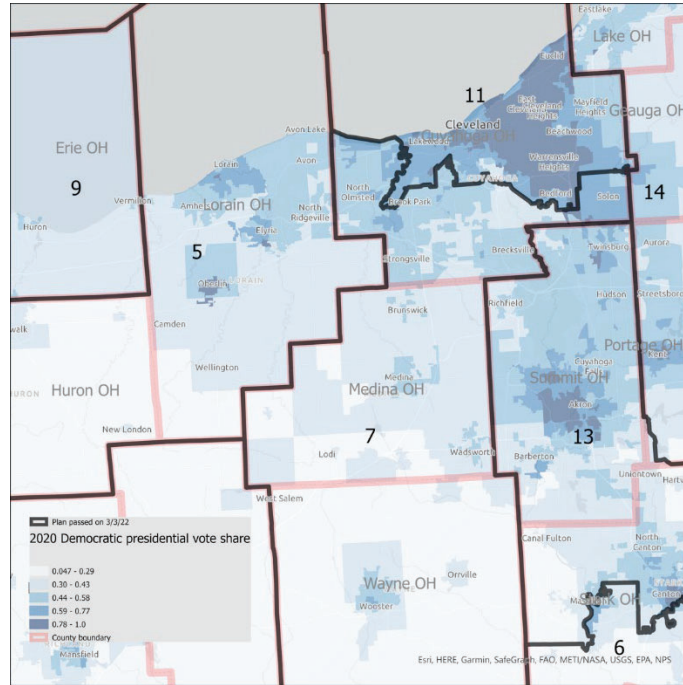 Eastlake
Lake OH
Euclid
11
East
Cleveland
Cleveland
Heights
Mayfield
Heights
Geauga OH
Cleveland
Cuyahoga OH
Lakewood
Beachwood
Avon Lake
Avon
Erie OH
Warrensville
Heights
Lorain
9
North
Olmsted
Bedford
Solon
14
Vermilion
Lorain OH
North
Ridgeville
Brook Park
Huron
Elyria
5
Strongsville
Brecksville
Twinsburg
Aurora
Oberlin
LORAIN
Richfield
Hudson
Streetsboro
Camden
Brunswick
Portage OH
Kent
Wellington
Cuyahoga
Falls
Summit OH
Huron OH
Medina
Medina OH
Akron
New London
7
13
Lodi
Wadsworth
Barberton
Uniontown
West Salem
Canal Fulton
North
Canton
Plan passed on 3/3/22
2020 Democratic presidential vote share
0.047 - 0.29
0.30 - 0.43
0.44 - 0.58
0.59 - 0.77
0.78 - 1.0
County boundary
Wayne OH
Orrville
Wooster
Stark OH
Canton
Mansfield
6
Esri, HERE, Garmin, SafeGraph, FAO, METI/NASA, USGS, EPA, NPS